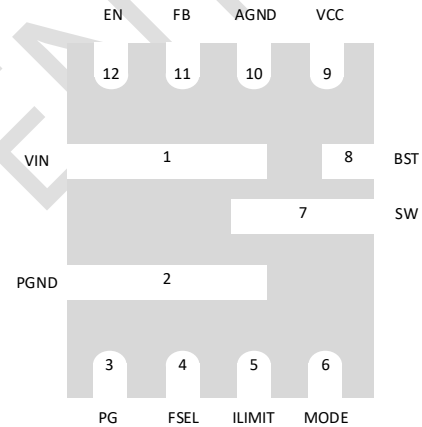 EN FB AGND VCC
12 11 10 9
VIN 1 8 BST
7 SW
PGND 2
3 4 5 6
PG FSEL ILIMIT MODE